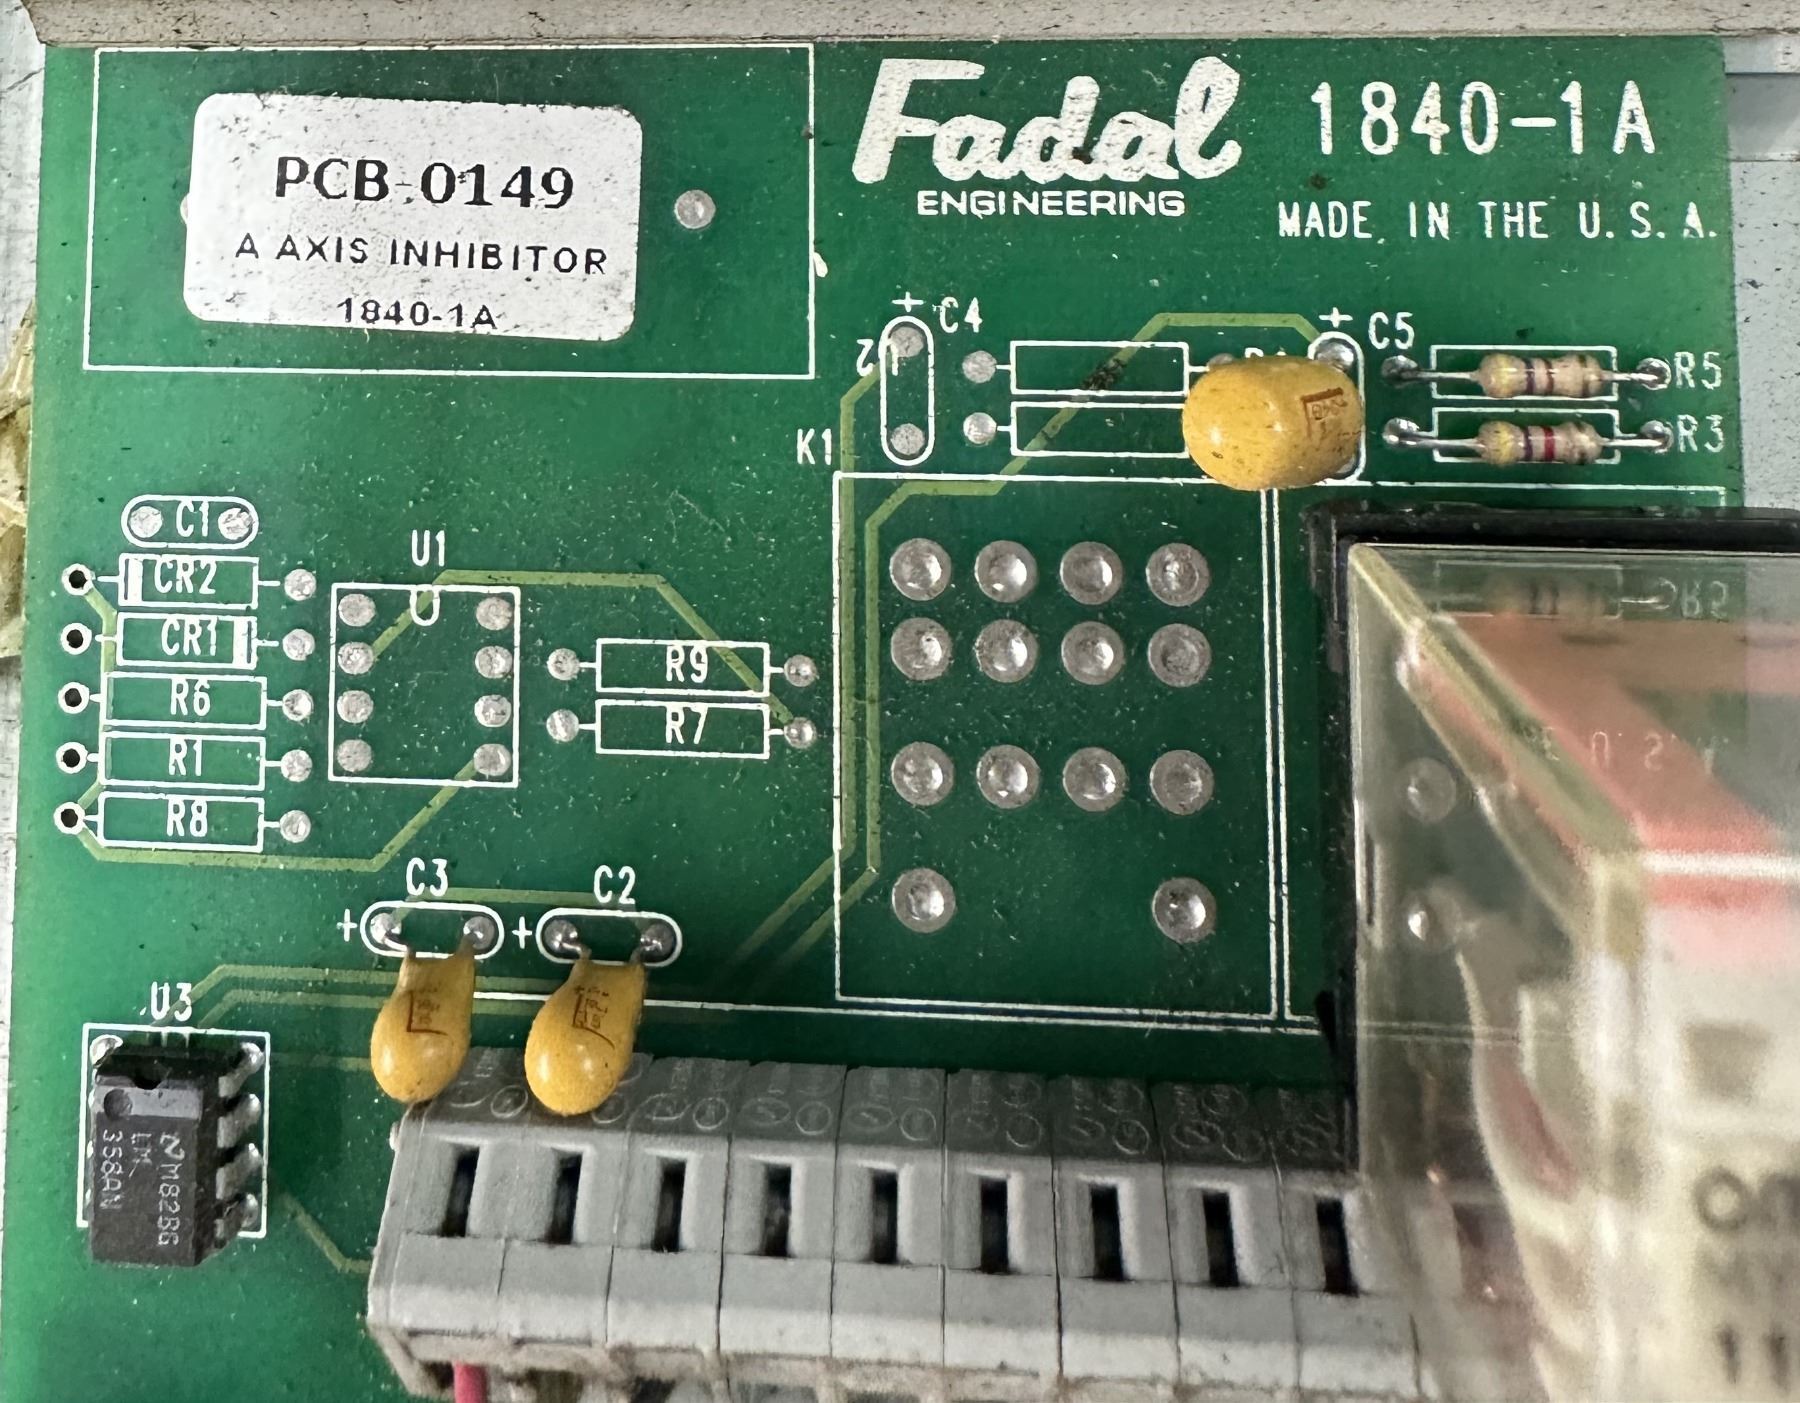 PCB-0149
A AXIS INHIBITOR
1840-1A
Fadal
ENGINEERING
1840-1A
MADE IN THE U.S.A.
+ C4
+ C5
R5
R3
K1
C1
CR2
CR1
R6
R1
R8
U1
R9
R7
C3
+
C2
+
U3
M82GG
LM
358AN